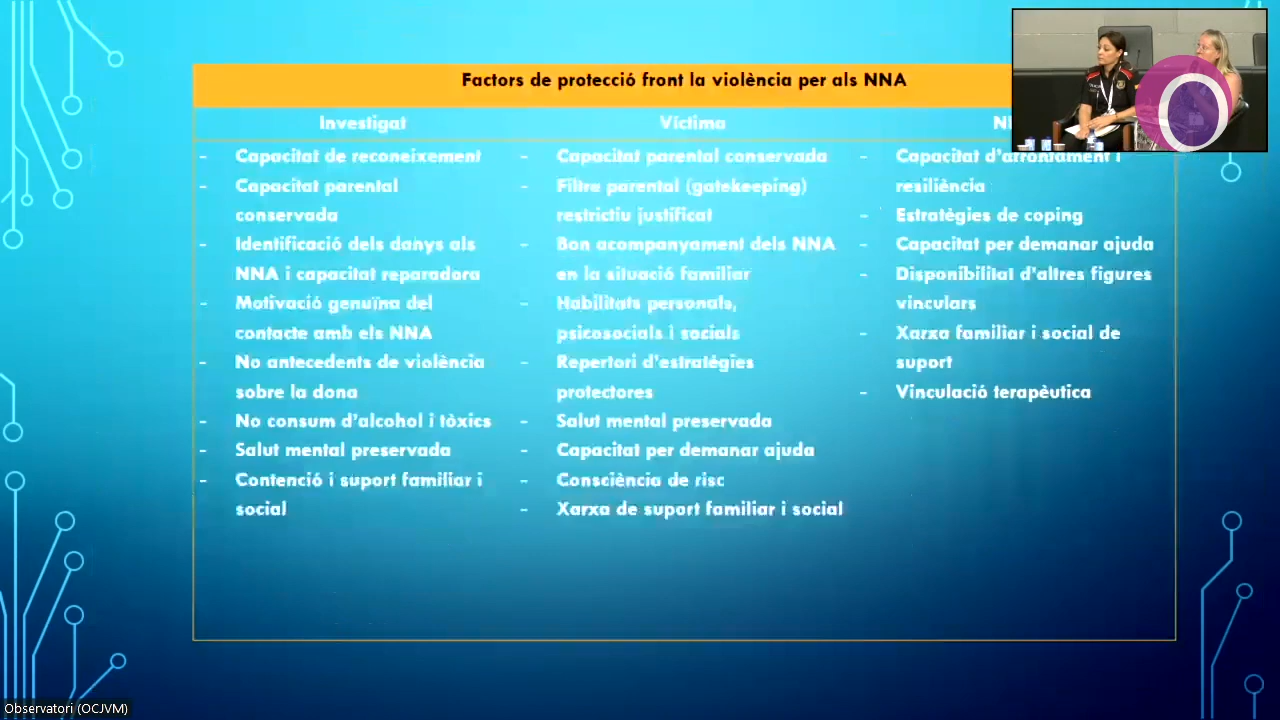 Factors de protecció front la violència per als NNA
Investigat
- Capacitat de reconeixement
- Capacitat parental
conservada
- Identificació dels danys als
NNA i capacitat reparadora
- Motivació genuïna del
contacte amb els NNA
- No antecedents de violència
sobre la dona
- No consum d'alcohol i tòxics
- Salut mental preservada
- Contenció i suport familiar i
social
Víctima
- Capacitat parental conservada
- Filtre parental (gatekeeping)
restrictiu justificat
- Bon acompanyament dels NNA
en la situació familiar
- Habilitats personals,
psicosocials i socials
- Repertori d'estratègies
protectores
- Salut mental preservada
- Capacitat per demanar ajuda
- Consciència de risc
- Xarxa de suport familiar i social
- Capacitat d'afrontament i
resiliència
- Estratègies de coping
- Capacitat per demanar ajuda
- Disponibilitat d'altres figures
vinculars
- Xarxa familiar i social de
suport
- Vinculació terapèutica
Observatori (OCJVM)